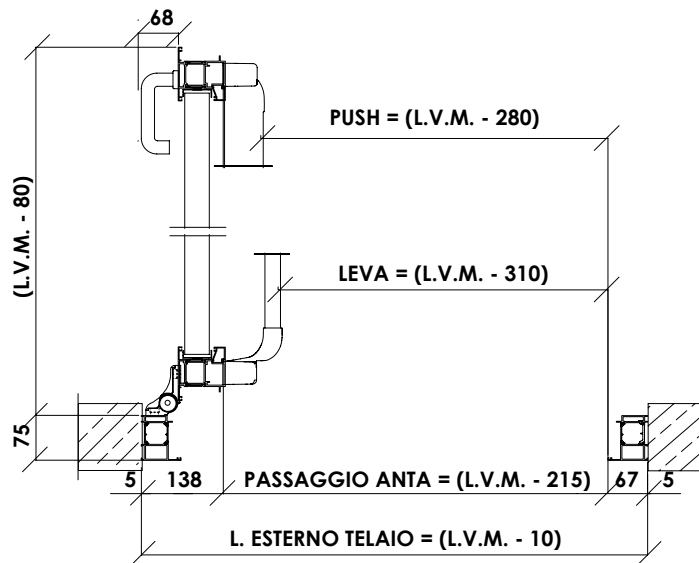 68
PUSH = (L.V.M. - 280)
(L.V.M. - 80)
LEVA = (L.V.M. - 310)
75
5
138
PASSAGGIO ANTA = (L.V.M. - 215)
67
5
L. ESTERNO TELAIO = (L.V.M. - 10)